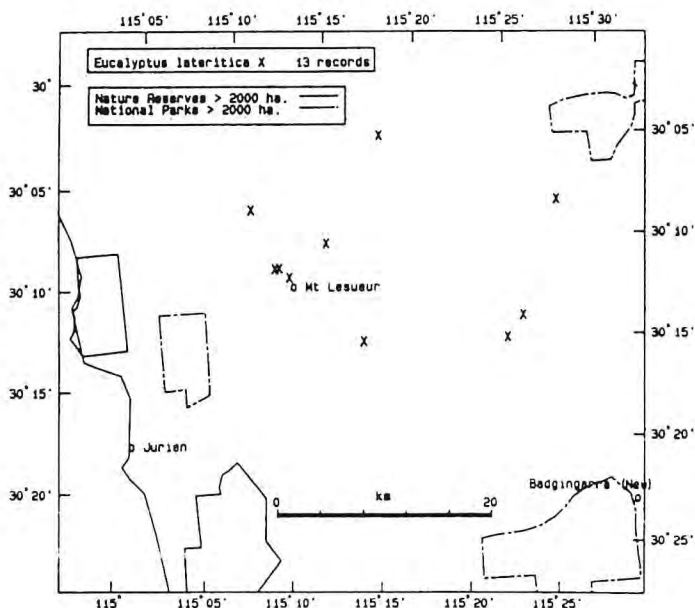 115°05' 115°10' 115°15' 115°20' 115°25' 115°30'
Eucalyptus lateritica X 13 records
Nature Reserves > 2000 ha.
National Parks > 2000 ha.
30°
30°05'
30°05'
30°10'
Mt Lesueur
30°10'
30°15'
30°15'
Jurien
30°20'
Badgingarra (New)
30°20'
kms
0 20
30°25'
115° 115°05' 115°10' 115°15' 115°20' 115°25'